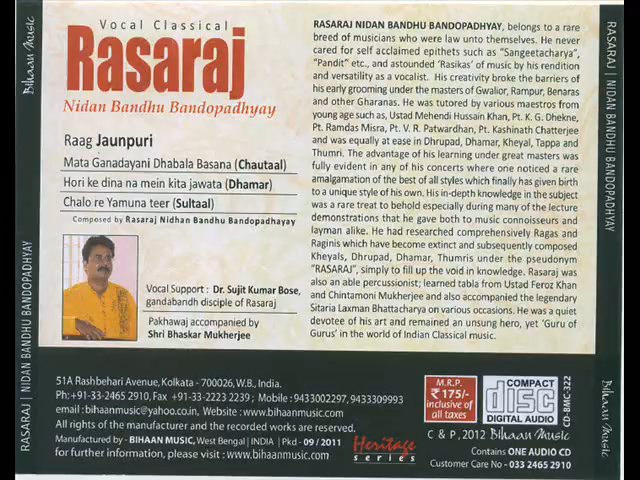 Bihaan Music
Vocal Classical
Rasaraj
Nidan Bandhu Bandopadhyay
Raag Jaunpuri
Mata Ganadayani Dhabala Basana (Chautaal)
Hori ke dina na mein kita jawata (Dhamar)
Chalo re Yamuna teer (Sultaal)
Composed by Rasaraj Nidhan Bandhu Bandopadhayay
Vocal Support : Dr. Sujit Kumar Bose,
gandabandh disciple of Rasaraj
Pakhawaj accompanied by
Shri Bhaskar Mukherjee
RASARAJ NIDAN BANDHU BANDOPADHYAY, belongs to a rare
breed of musicians who were law unto themselves. He never
cared for self acclaimed epithets such as "Sangeetacharya",
"Pandit" etc., and astounded 'Rasikas' of music by his rendition
and versatility as a vocalist. His creativity broke the barriers of
his early grooming under the masters of Gwalior, Rampur, Benaras
and other Gharanas. He was tutored by various maestros from
young age such as, Ustad Mehendi Hussain Khan, Pt. K. G. Dhekne,
Pt. Ramdas Misra, Pt. V. R. Patwardhan, Pt. Kashinath Chatterjee
and was equally at ease in Dhrupad, Dhamar, Kheyal, Tappa and
Thumri. The advantage of his learning under great masters was
fully evident in any of his concerts where one noticed a rare
amalgamation of the best of all styles which finally has given birth
to a unique style of his own. His in-depth knowledge in the subject
was a rare treat to behold especially during many of the lecture
demonstrations that he gave both to music connoisseurs and
layman alike. He had researched comprehensively Ragas and
Raginis which have become extinct and subsequently composed
Kheyals, Dhrupad, Dhamar, Thumris under the pseudonym
"RASARAJ", simply to fill up the void in knowledge. Rasaraj was
also an able percussionist; learned tabla from Ustad Feroz Khan
and Chintamoni Mukherjee and also accompanied the legendary
Sitaria Laxman Bhattacharya on various occasions. He was a quiet
devotee of his art and remained an unsung hero, yet 'Guru of
Gurus' in the world of Indian Classical music.
RASARAJ | NIDAN BANDHU BANDOPADHYAY
RASARAJ | NIDAN BANDHU BANDOPADHYAY
51A Rashbehari Avenue, Kolkata - 700026, W.B., India.
Ph: +91-33-2465 2910, Fax +91-33-2223 2239 ; Mobile : 9433002297, 9433309993
email : bihaanmusic@yahoo.co.in, Website : www.bihaanmusic.com
All rights of the manufacturer and the recorded works are reserved.
Manufactured by - BIHAAN MUSIC, West Bengal | INDIA | Pkd - 09 / 2011
for further information, please visit : www.bihaanmusic.com
Heritage
series
M.R.P.
₹ 175/-
inclusive of
all taxes
COMPACT
disc
DIGITAL AUDIO
CD-BMC-322
C & P, 2012 Bihaan Music
Contains ONE AUDIO CD
Customer Care No - 033 2465 2910
Bihaan Music